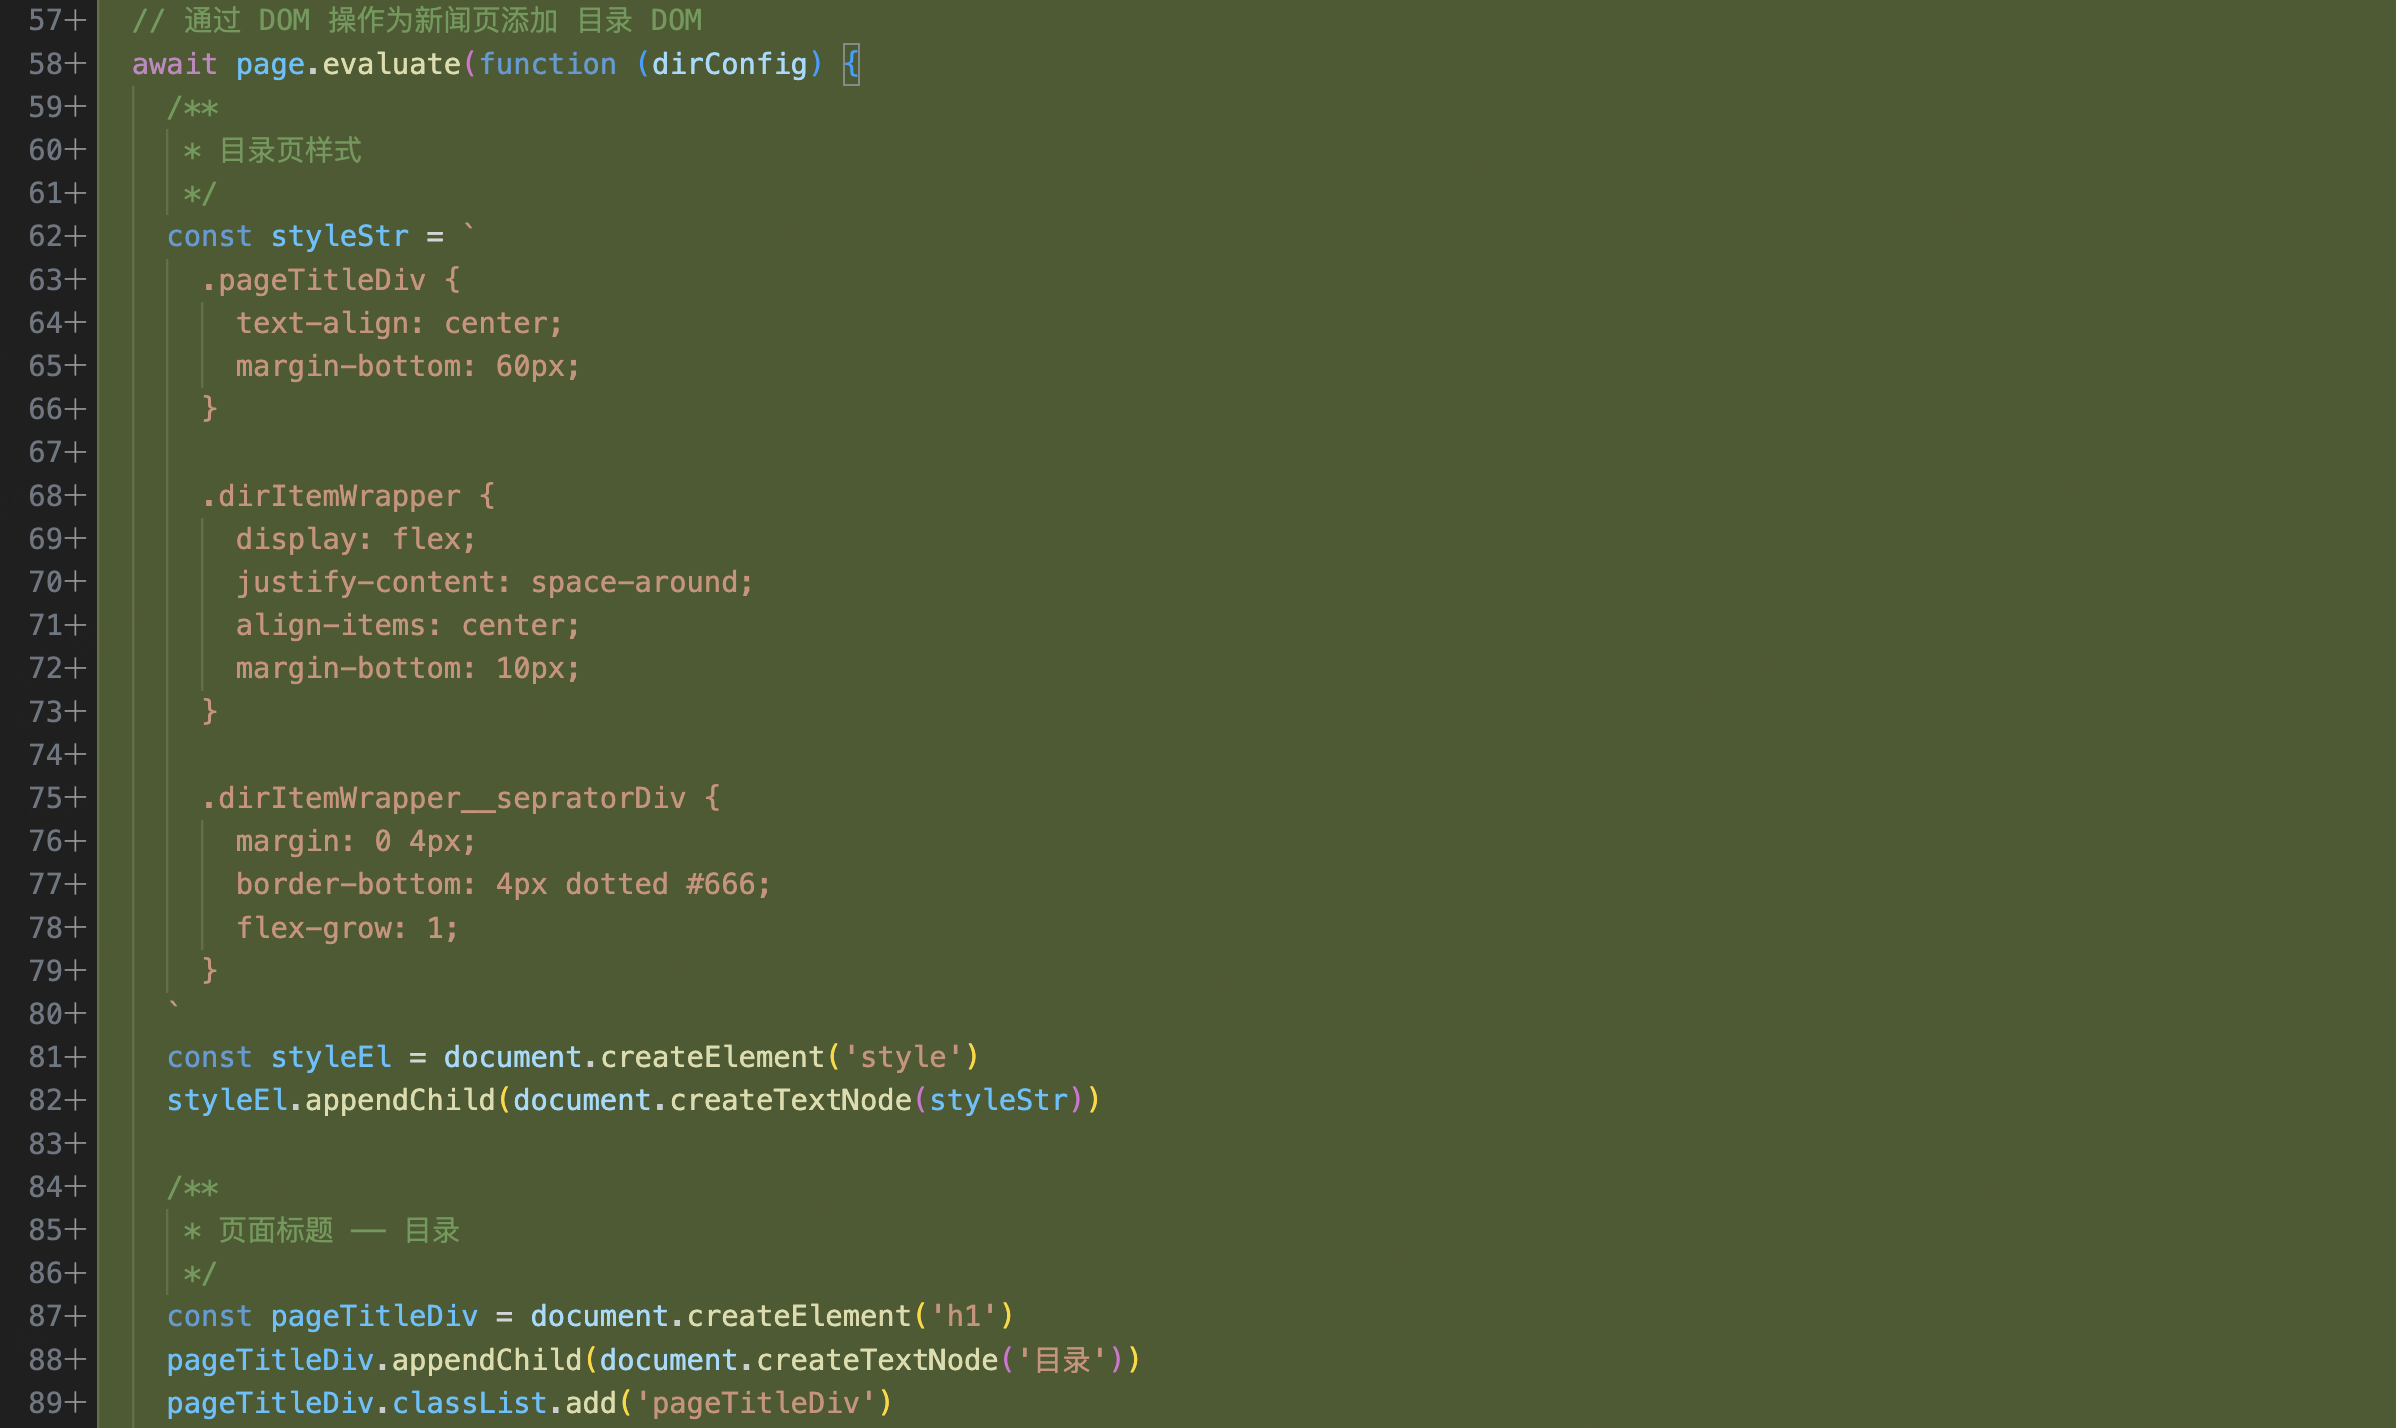 57+ // 通过 DOM 操作为新闻页添加 目录 DOM
58+ await page.evaluate(function (dirConfig) {
59+   /**
60+    * 目录页样式
61+    */
62+   const styleStr = `
63+     .pageTitleDiv {
64+       text-align: center;
65+       margin-bottom: 60px;
66+     }
67+
68+     .dirItemWrapper {
69+       display: flex;
70+       justify-content: space-around;
71+       align-items: center;
72+       margin-bottom: 10px;
73+     }
74+
75+     .dirItemWrapper__sepratorDiv {
76+       margin: 0 4px;
77+       border-bottom: 4px dotted #666;
78+       flex-grow: 1;
79+     }
80+   `
81+   const styleEl = document.createElement('style')
82+   styleEl.appendChild(document.createTextNode(styleStr))
83+
84+   /**
85+    * 页面标题 —— 目录
86+    */
87+   const pageTitleDiv = document.createElement('h1')
88+   pageTitleDiv.appendChild(document.createTextNode('目录'))
89+   pageTitleDiv.classList.add('pageTitleDiv')